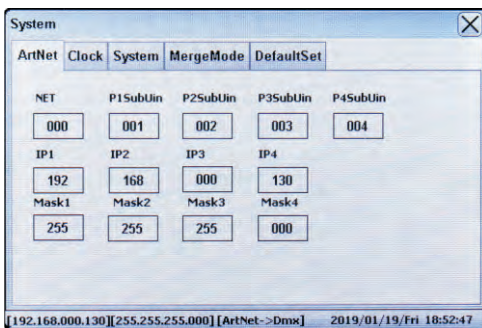 System
ArtNet Clock System MergeMode DefaultSet
NET P1SubUin P2SubUin P3SubUin P4SubUin
000 001 002 003 004
IP1 IP2 IP3 IP4
192 168 000 130
Mask1 Mask2 Mask3 Mask4
255 255 255 000
[192.168.000.130][255.255.255.000] [ArtNet->Dmx] 2019/01/19/Fri 18:52:47